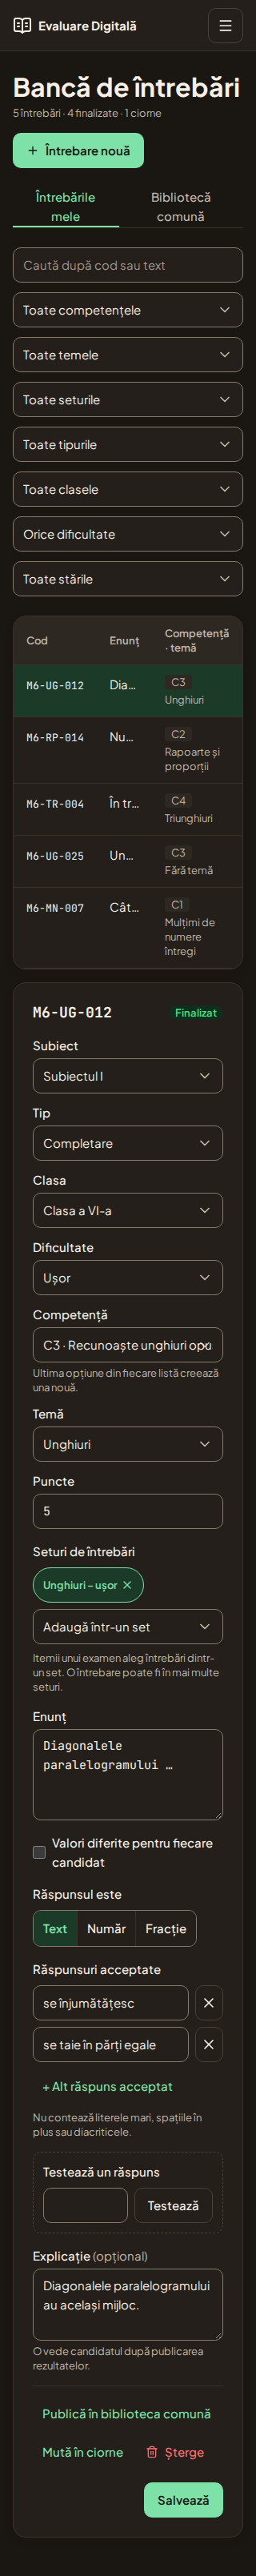 Evaluare Digitală
Bancă de întrebări
5 întrebări · 4 finalizate · 1 ciorne
+ Întrebare nouă
Întrebările mele
Bibliotecă comună
Caută după cod sau text
Toate competențele
Toate temele
Toate seturile
Toate tipurile
Toate clasele
Orice dificultate
Toate stările
Cod Enunț Competență · temă
M6-UG-012 Dia… C3
Unghiuri
M6-RP-014 Nu… C2
Rapoarte și
proporții
M6-TR-004 În tr… C4
Triunghiuri
M6-UG-025 Un… C3
Fără temă
M6-MN-007 Cât… C1
Mulțimi de
numere
întregi
M6-UG-012 Finalizat
Subiect
Subiectul I
Tip
Completare
Clasa
Clasa a VI-a
Dificultate
Ușor
Competență
C3 · Recunoaște unghiuri opu
Ultima opțiune din fiecare listă creează
una nouă.
Temă
Unghiuri
Puncte
5
Seturi de întrebări
Unghiuri – ușor ×
Adaugă într-un set
Itemii unui examen aleg întrebări dintr-
un set. O întrebare poate fi în mai multe
seturi.
Enunț
Diagonalele
paralelogramului …
Valori diferite pentru fiecare
candidat
Răspunsul este
Text Număr Fracție
Răspunsuri acceptate
se înjumătățesc
se taie în părți egale
+ Alt răspuns acceptat
Nu contează literele mari, spațiile în
plus sau diacriticele.
Testează un răspuns
Testează
Explicație (opțional)
Diagonalele paralelogramului
au același mijloc.
O vede candidatul după publicarea
rezultatelor.
Publică în biblioteca comună
Mută în ciorne Șterge
Salvează